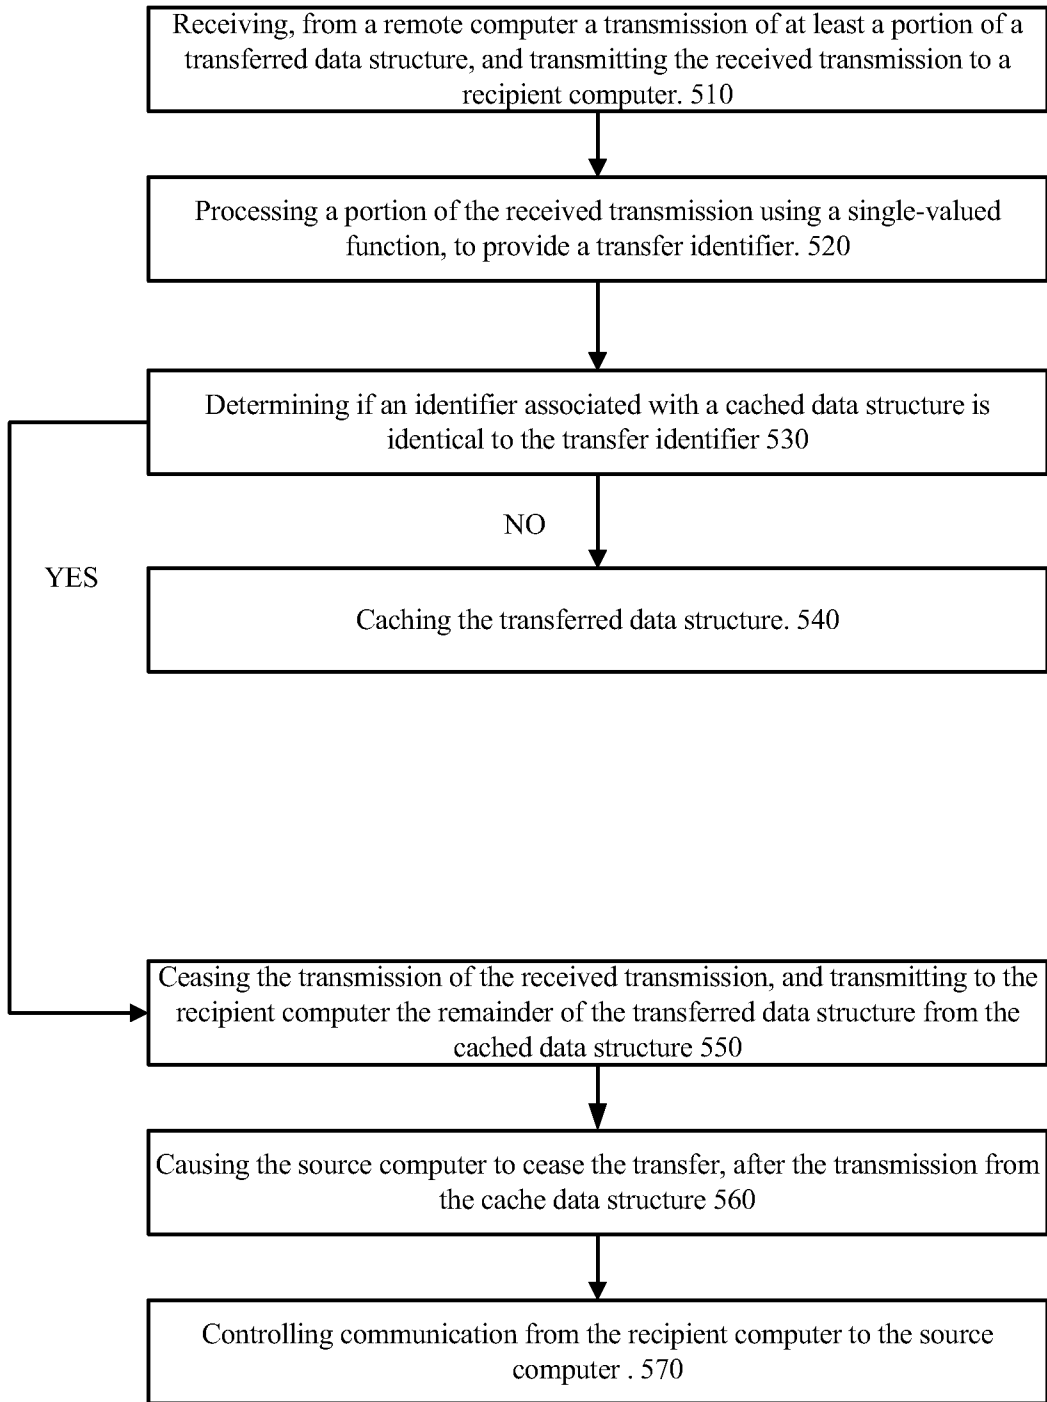 Receiving, from a remote computer a transmission of at least a portion of a
transferred data structure, and transmitting the received transmission to a
recipient computer. 510
Processing a portion of the received transmission using a single-valued
function, to provide a transfer identifier. 520
Determining if an identifier associated with a cached data structure is
identical to the transfer identifier 530
NO
YES
Caching the transferred data structure. 540
Ceasing the transmission of the received transmission, and transmitting to the
recipient computer the remainder of the transferred data structure from the
cached data structure 550
Causing the source computer to cease the transfer, after the transmission from
the cache data structure 560
Controlling communication from the recipient computer to the source
computer . 570